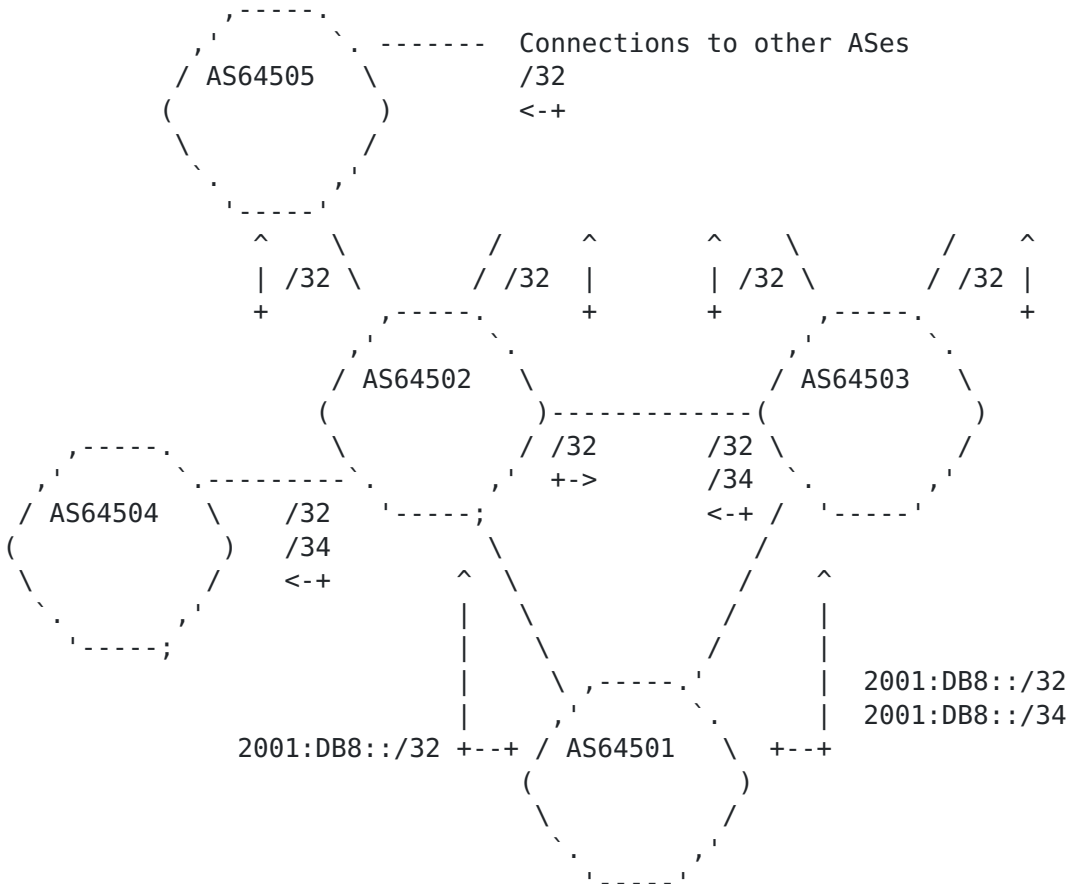 Connections to other ASes
AS64505 /32
<-+
/32 /32 /32 /32
AS64502 AS64503
/32 /32
+-> /34
AS64504 /32 <-+
/34
<-+
2001:DB8::/32
2001:DB8::/34
2001:DB8::/32 +--+ AS64501 +--+